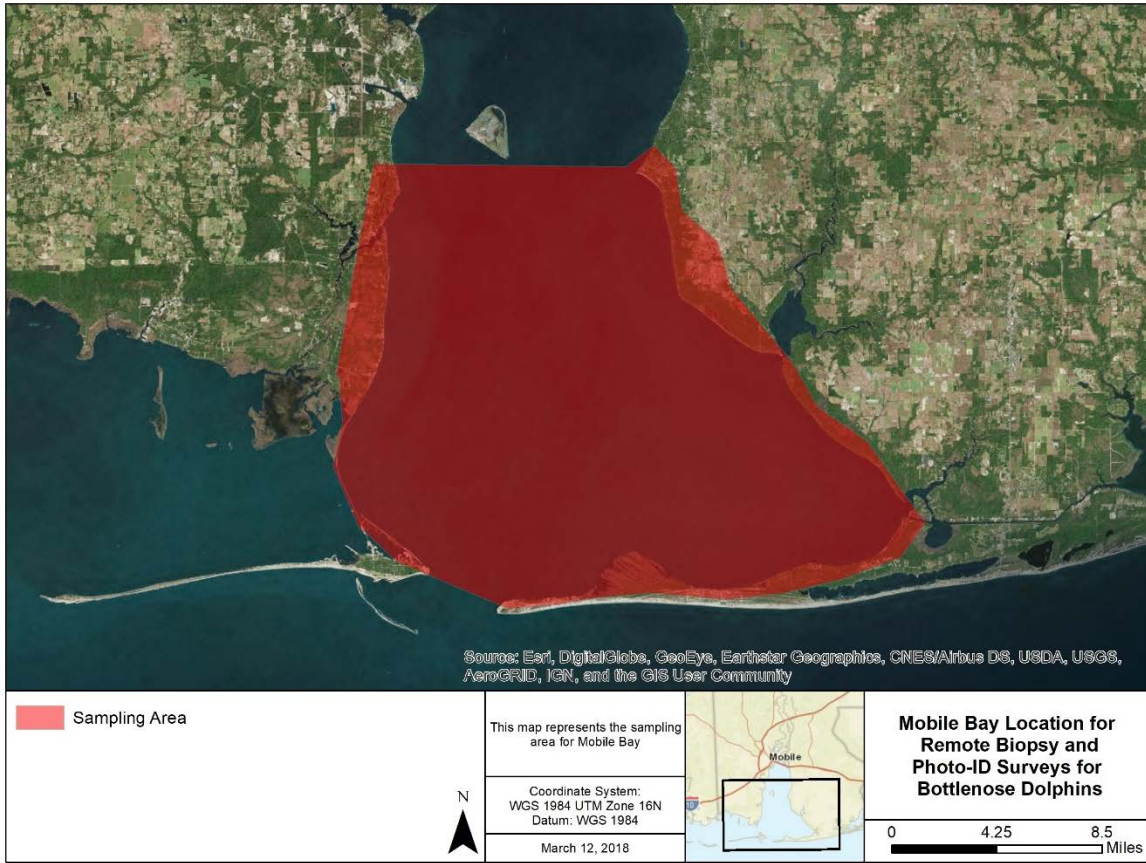 Source: Esri, DigitalGlobe, GeoEye, Earthstar Geographics, CNES/Airbus DS, USDA, USGS,
AeroGRID, IGN, and the GIS User Community
Sampling Area
N
This map represents the sampling
area for Mobile Bay
Coordinate System:
WGS 1984 UTM Zone 16N
Datum: WGS 1984
March 12, 2018
Mobile
10
Mobile Bay Location for
Remote Biopsy and
Photo-ID Surveys for
Bottlenose Dolphins
0 4.25 8.5
Miles